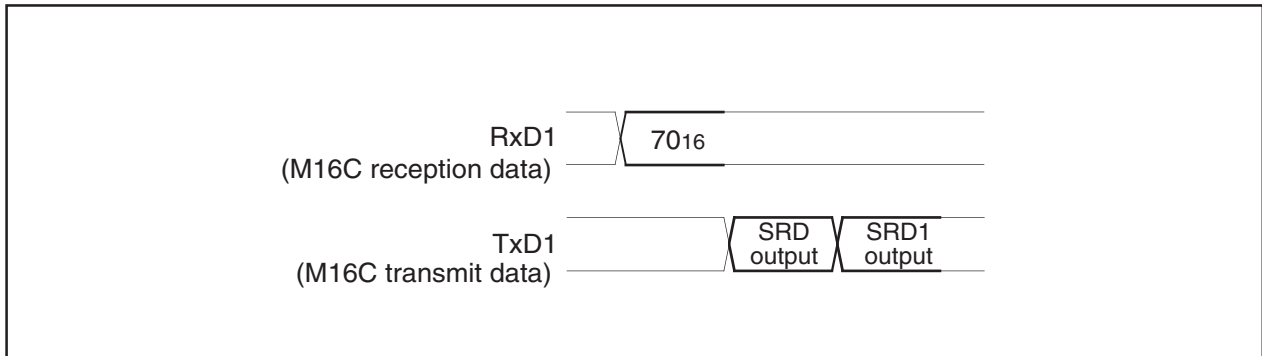 RxD1
(M16C reception data)
7016
TxD1
(M16C transmit data)
SRD
output
SRD1
output